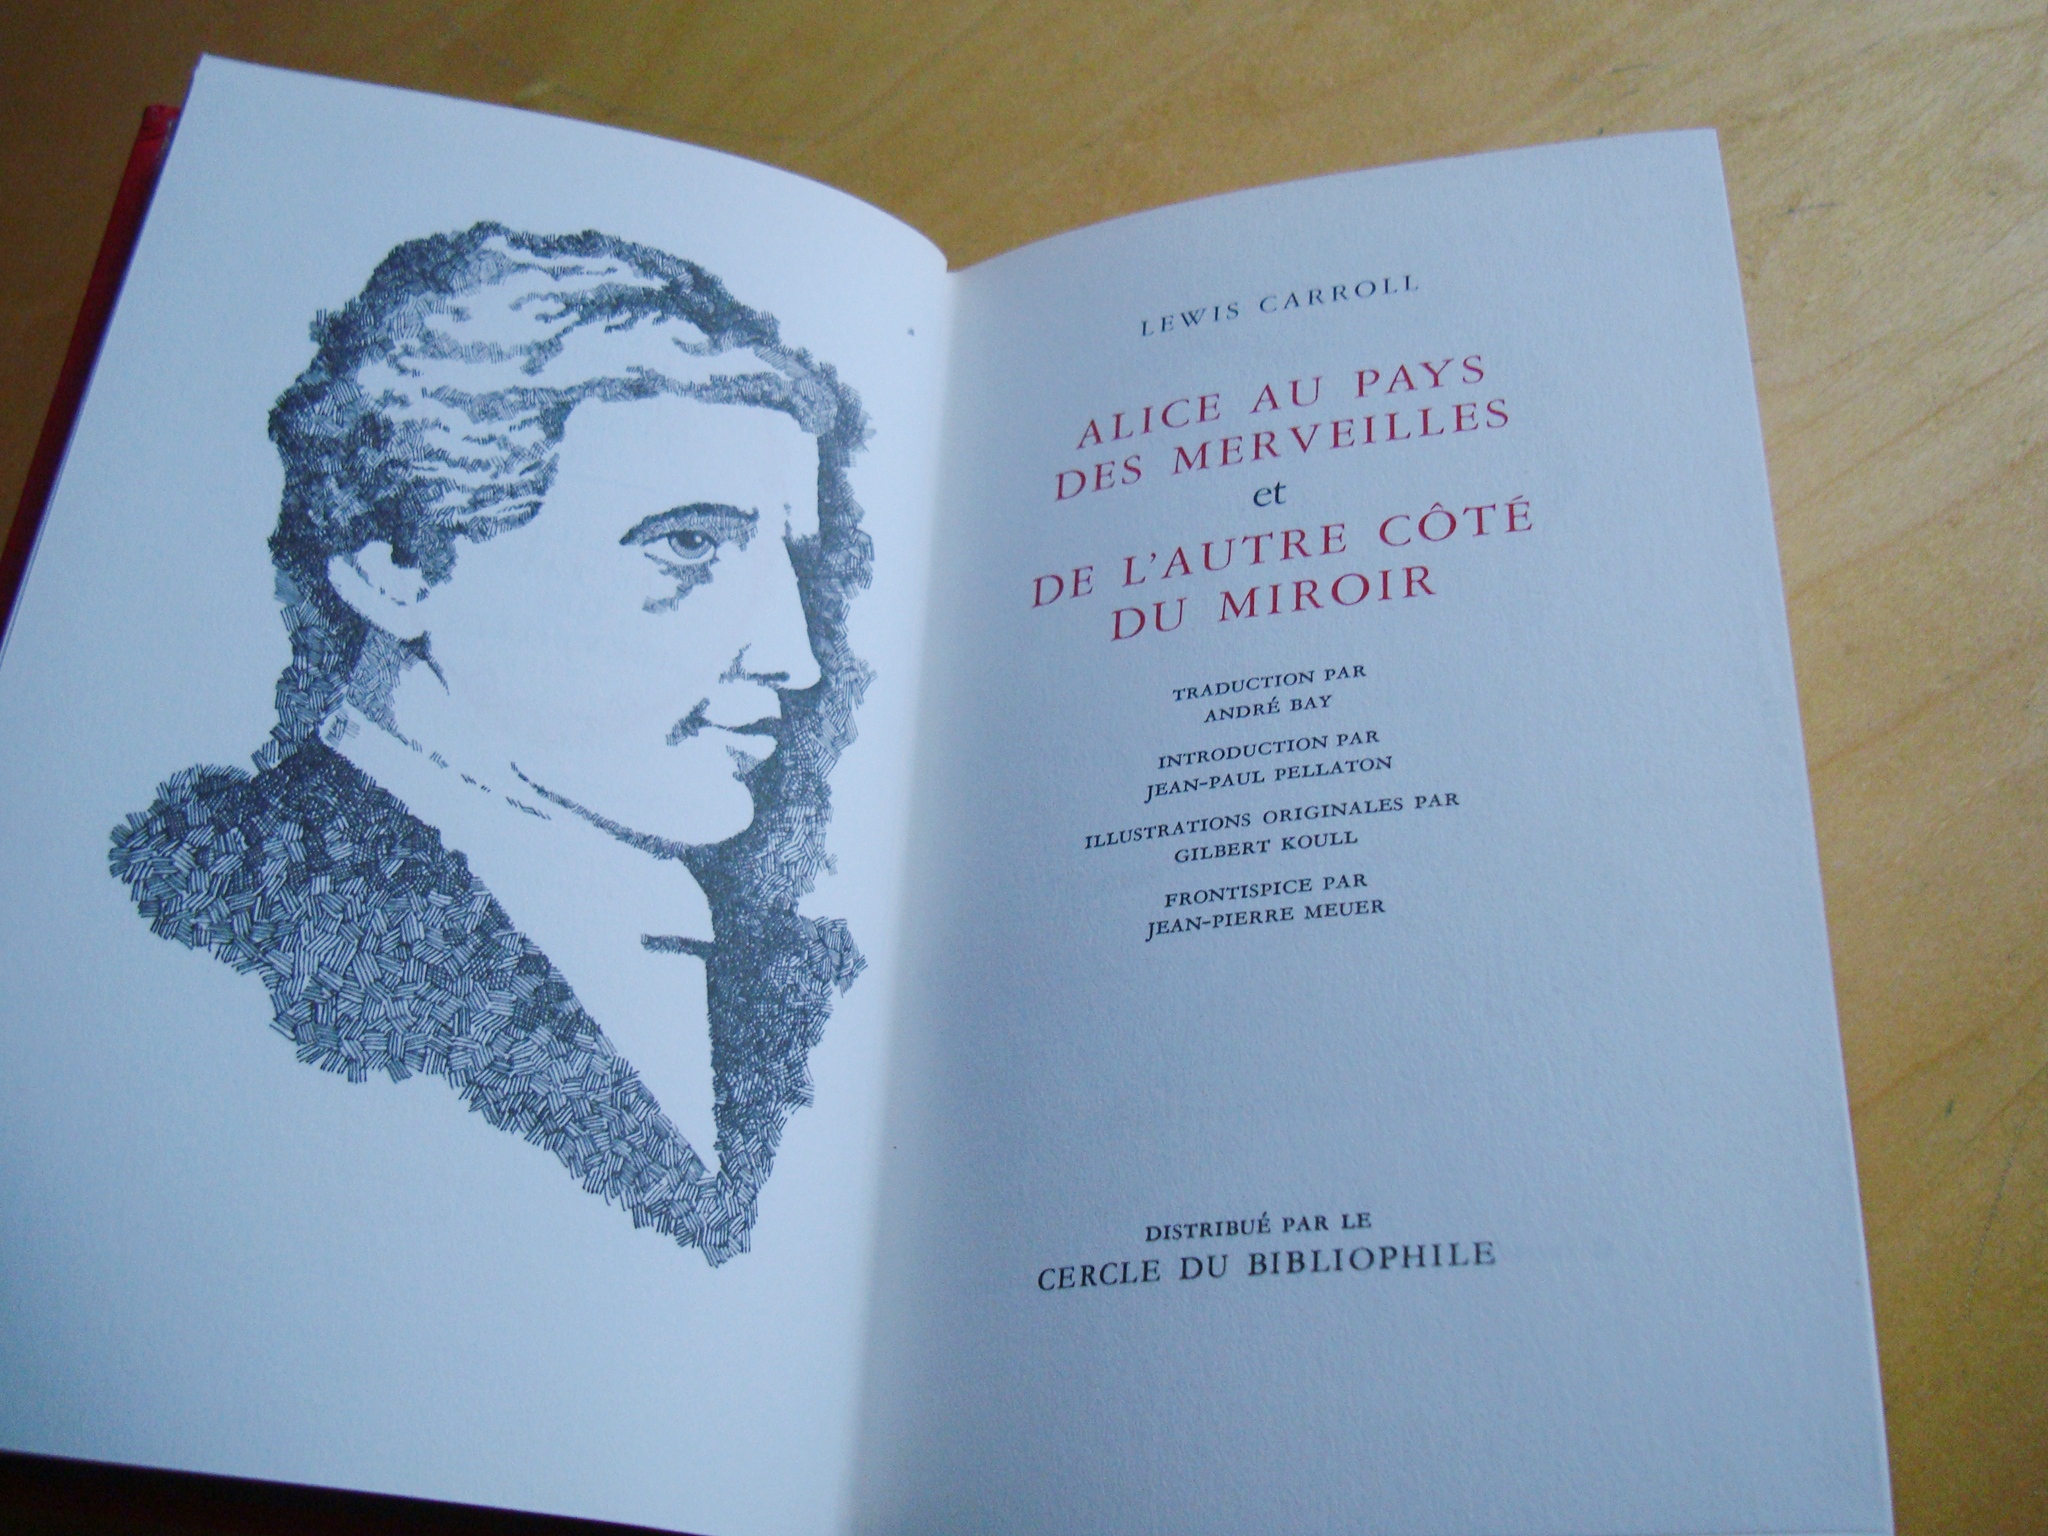 LEWIS CARROLL
ALICE AU PAYS
DES MERVEILLES
et
DE L'AUTRE CÔTÉ
DU MIROIR
TRADUCTION PAR
ANDRÉ BAY
INTRODUCTION PAR
JEAN-PAUL PELLATON
ILLUSTRATIONS ORIGINALES PAR
GILBERT KOULL
FRONTISPICE PAR
JEAN-PIERRE MEUER
DISTRIBUÉ PAR LE
CERCLE DU BIBLIOPHILE